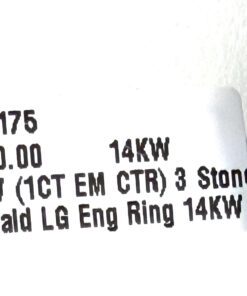 175
0.00 14KW
(1CT EM CTR) 3 Stone
ald LG Eng Ring 14KW